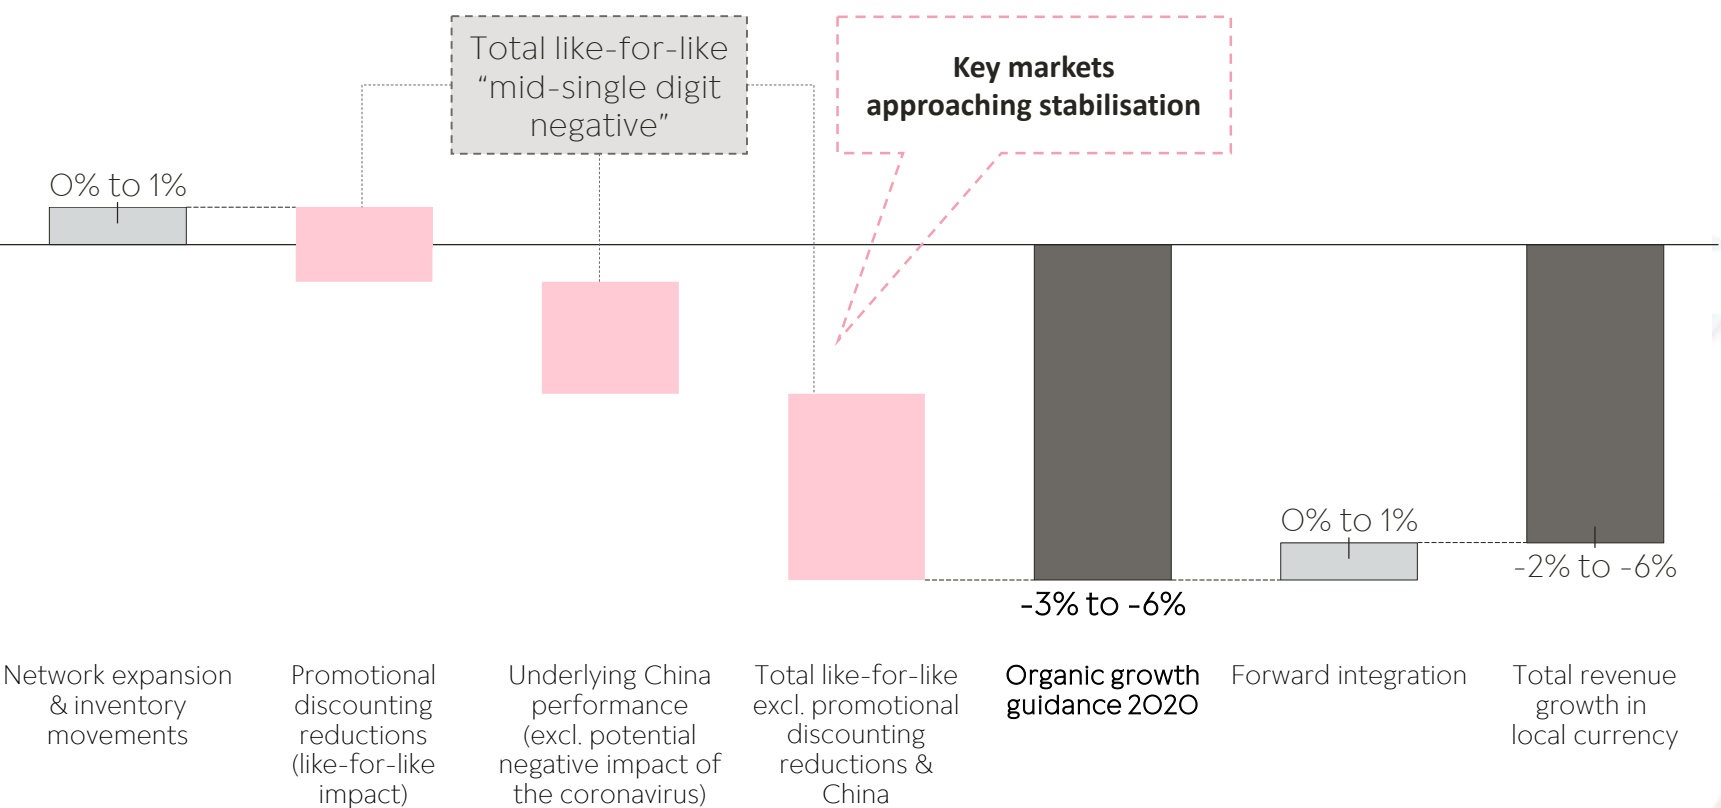 Total like-for-like
“mid-single digit
negative”
Key markets
approaching stabilisation
0% to 1%
0% to 1%
-2% to -6%
-3% to -6%
Network expansion
& inventory
movements
Promotional
discounting
reductions
(like-for-like
impact)
Underlying China
performance
(excl. potential
negative impact of
the coronavirus)
Total like-for-like
excl. promotional
discounting
reductions &
China
Organic growth
guidance 2020
Forward integration
Total revenue
growth in
local currency